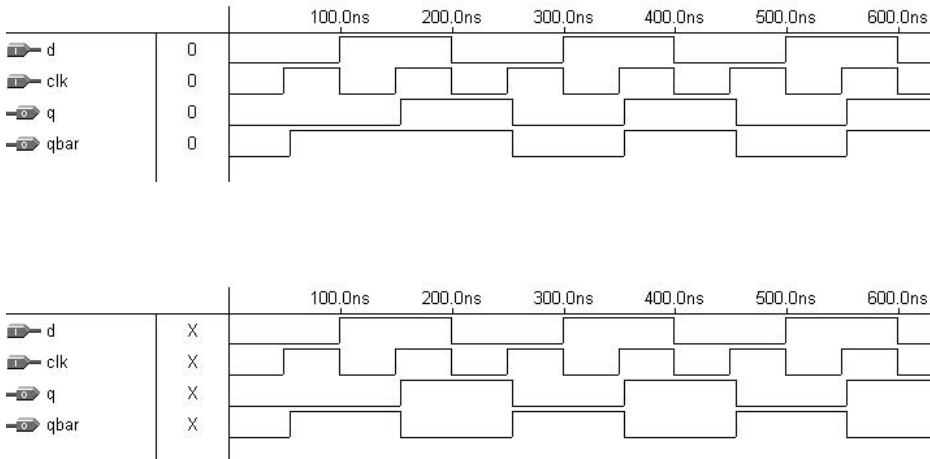 100.0ns 200.0ns 300.0ns 400.0ns 500.0ns 600.0ns
I d 0
I clk 0
O q 0
O qbar 0
100.0ns 200.0ns 300.0ns 400.0ns 500.0ns 600.0ns
I d X
I clk X
O q X
O qbar X